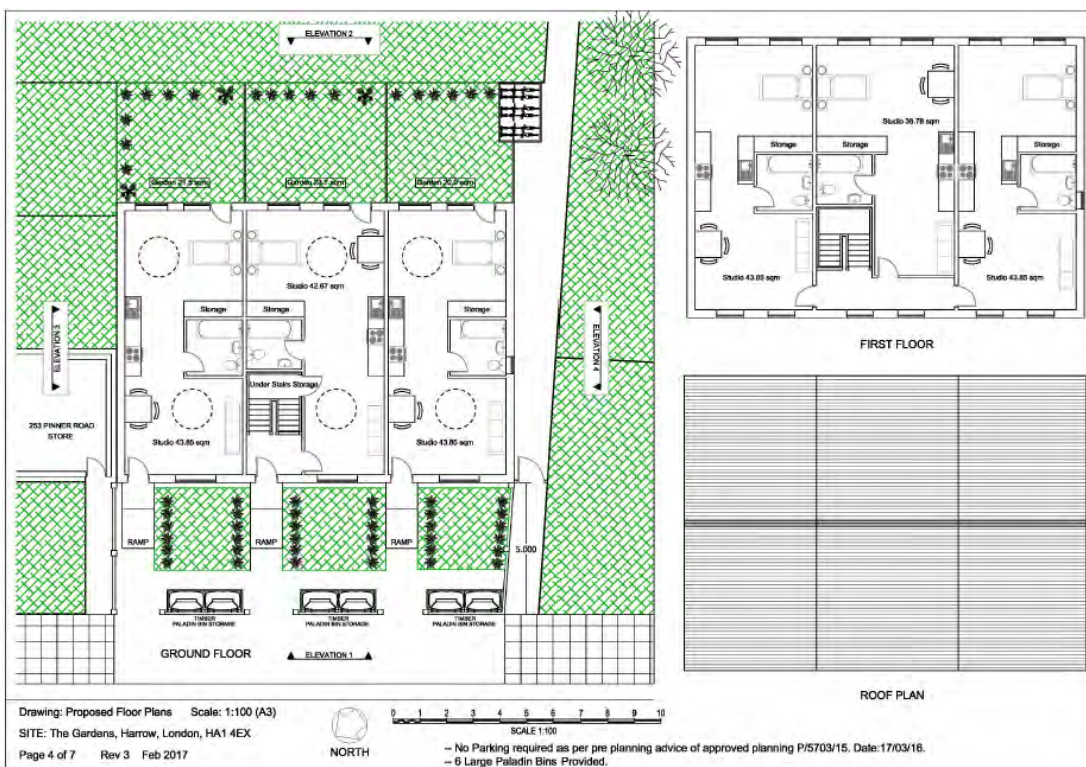 ELEVATION 2
Garden 21.5 sqm
Garden 23.7 sqm
Studio 42.67 sqm
Storage
Storage
Storage
ELEVATION 3
ELEVATION 4
Under Stairs Storage
253 PINNER ROAD
STORE
Studio 43.85 sqm
Studio 43.85 sqm
RAMP
RAMP
RAMP
5.000
TIMBER
PALADIN BIN STORAGE
TIMBER
PALADIN BIN STORAGE
TIMBER
PALADIN BIN STORAGE
GROUND FLOOR
ELEVATION 1
Studio 38.78 sqm
Storage
Storage
Storage
Studio 43.85 sqm
Studio 43.85 sqm
FIRST FLOOR
ROOF PLAN
Drawing: Proposed Floor Plans Scale: 1:100 (A3)
SITE: The Gardens, Harrow, London, HA1 4EX
Page 4 of 7 Rev 3 Feb 2017
NORTH
0 1 2 3 4 5 6 7 8 9 10
SCALE 1:100
-- No Parking required as per pre planning advice of approved planning P/5703/15. Date:17/03/16.
-- 6 Large Paladin Bins Provided.